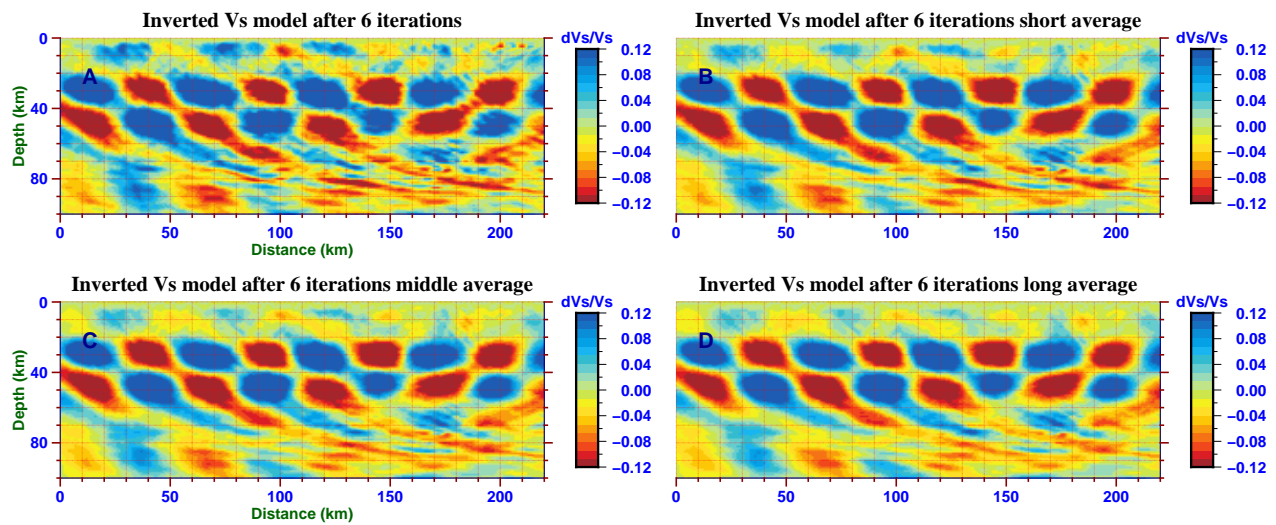 Inverted Vs model after 6 iterations
Inverted Vs model after 6 iterations short average
dVs/Vs
dVs/Vs
0
40
80
Depth (km)
A
B
0.12
0.08
0.04
0.00
−0.04
−0.08
−0.12
0.12
0.08
0.04
0.00
−0.04
−0.08
−0.12
0 50 100 150 200
0 50 100 150 200
Distance (km)
Inverted Vs model after 6 iterations middle average
Inverted Vs model after 6 iterations long average
dVs/Vs
dVs/Vs
0
40
80
Depth (km)
C
D
0.12
0.08
0.04
0.00
−0.04
−0.08
−0.12
0.12
0.08
0.04
0.00
−0.04
−0.08
−0.12
0 50 100 150 200
0 50 100 150 200
Distance (km)